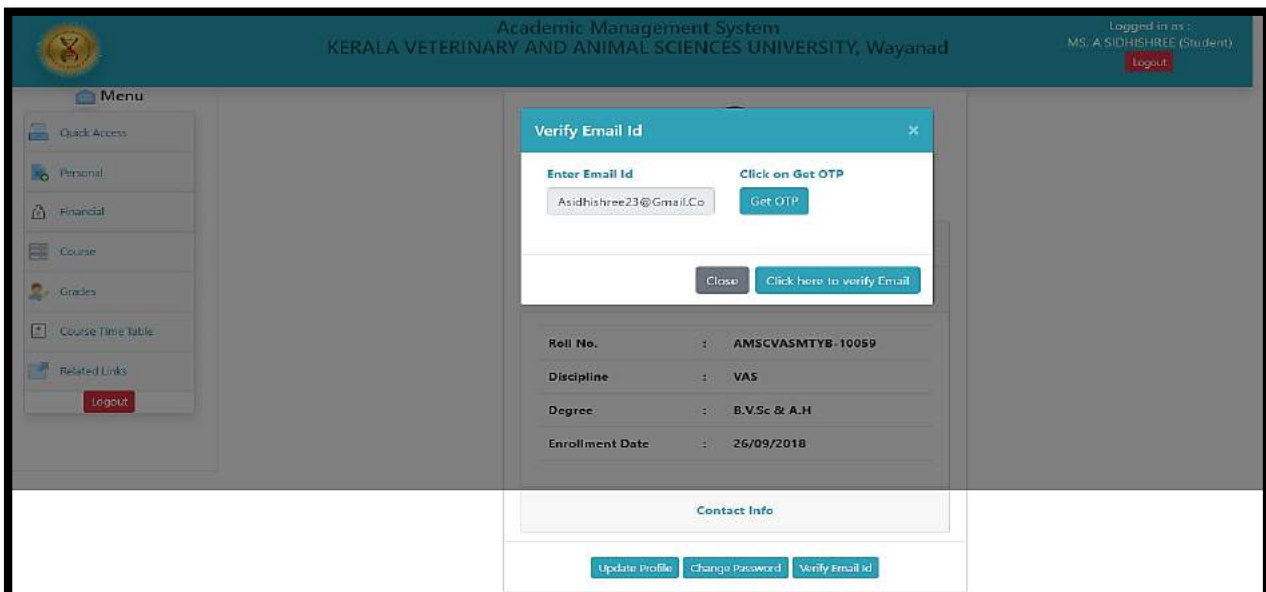 Academic Management System
KERALA VETERINARY AND ANIMAL SCIENCES UNIVERSITY, Wayanad
Logged in as :
MS. A SIDHISHREE (Student)
Logout
Menu
Quick Access
Personal
Financial
Course
Grades
Course Time Table
Related Links
Logout
Verify Email Id ×
Enter Email Id
Asidhishree23@Gmail.Co
Click on Get OTP
Get OTP
Close
Click here to verify Email
Roll No. : AMSCVASMTYB-10059
Discipline : VAS
Degree : B.V.Sc & A.H
Enrollment Date : 26/09/2018
Contact Info
Update Profile
Change Password
Verify Email Id